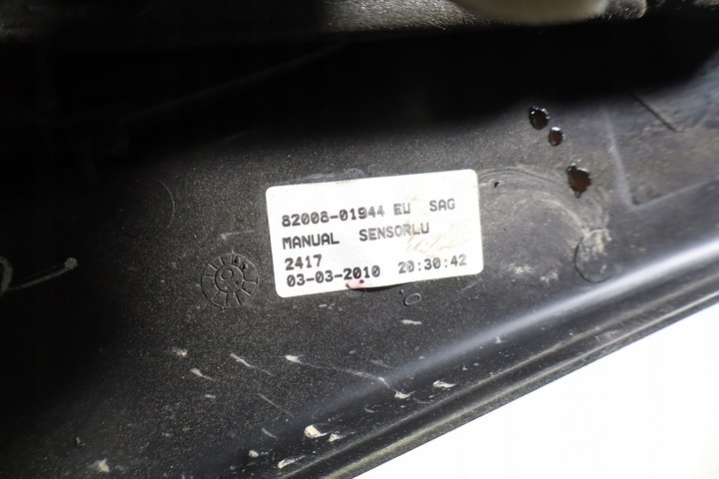 82008-01944 EU SAG
MANUAL SENSORLU
2417
03-03-2010 20:30:42